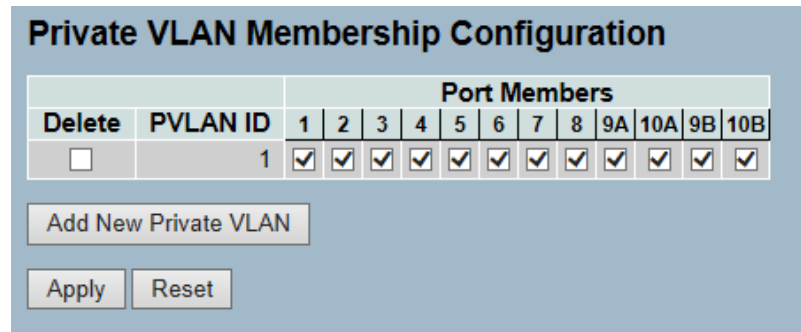 Private VLAN Membership Configuration
Port Members
Delete PVLAN ID 1 2 3 4 5 6 7 8 9A 10A 9B 10B
1
Add New Private VLAN
Apply Reset